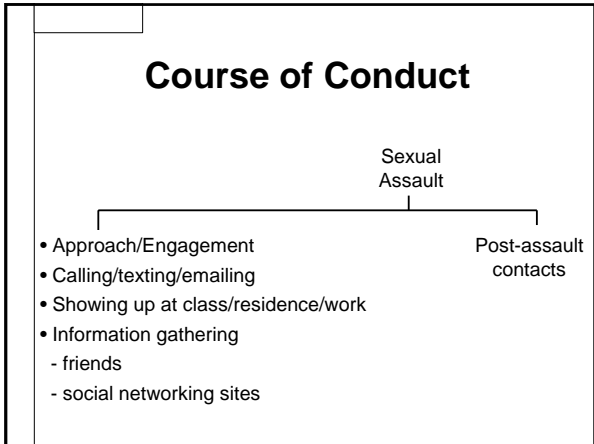 Course of Conduct
Sexual
Assault
• Approach/Engagement
• Calling/texting/emailing
• Showing up at class/residence/work
• Information gathering
- friends
- social networking sites
Post-assault
contacts